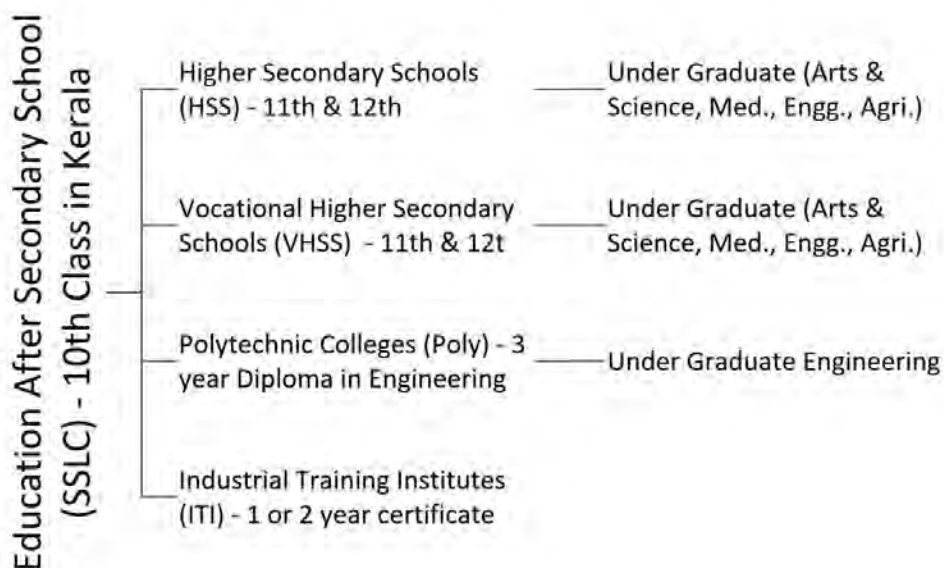 Education After Secondary School
(SSLC) - 10th Class in Kerala
Higher Secondary Schools
(HSS) - 11th & 12th
Under Graduate (Arts &
Science, Med., Engg., Agri.)
Vocational Higher Secondary
Schools (VHSS)  - 11th & 12t
Under Graduate (Arts &
Science, Med., Engg., Agri.)
Polytechnic Colleges (Poly) - 3
year Diploma in Engineering
Under Graduate Engineering
Industrial Training Institutes
(ITI) - 1 or 2 year certificate